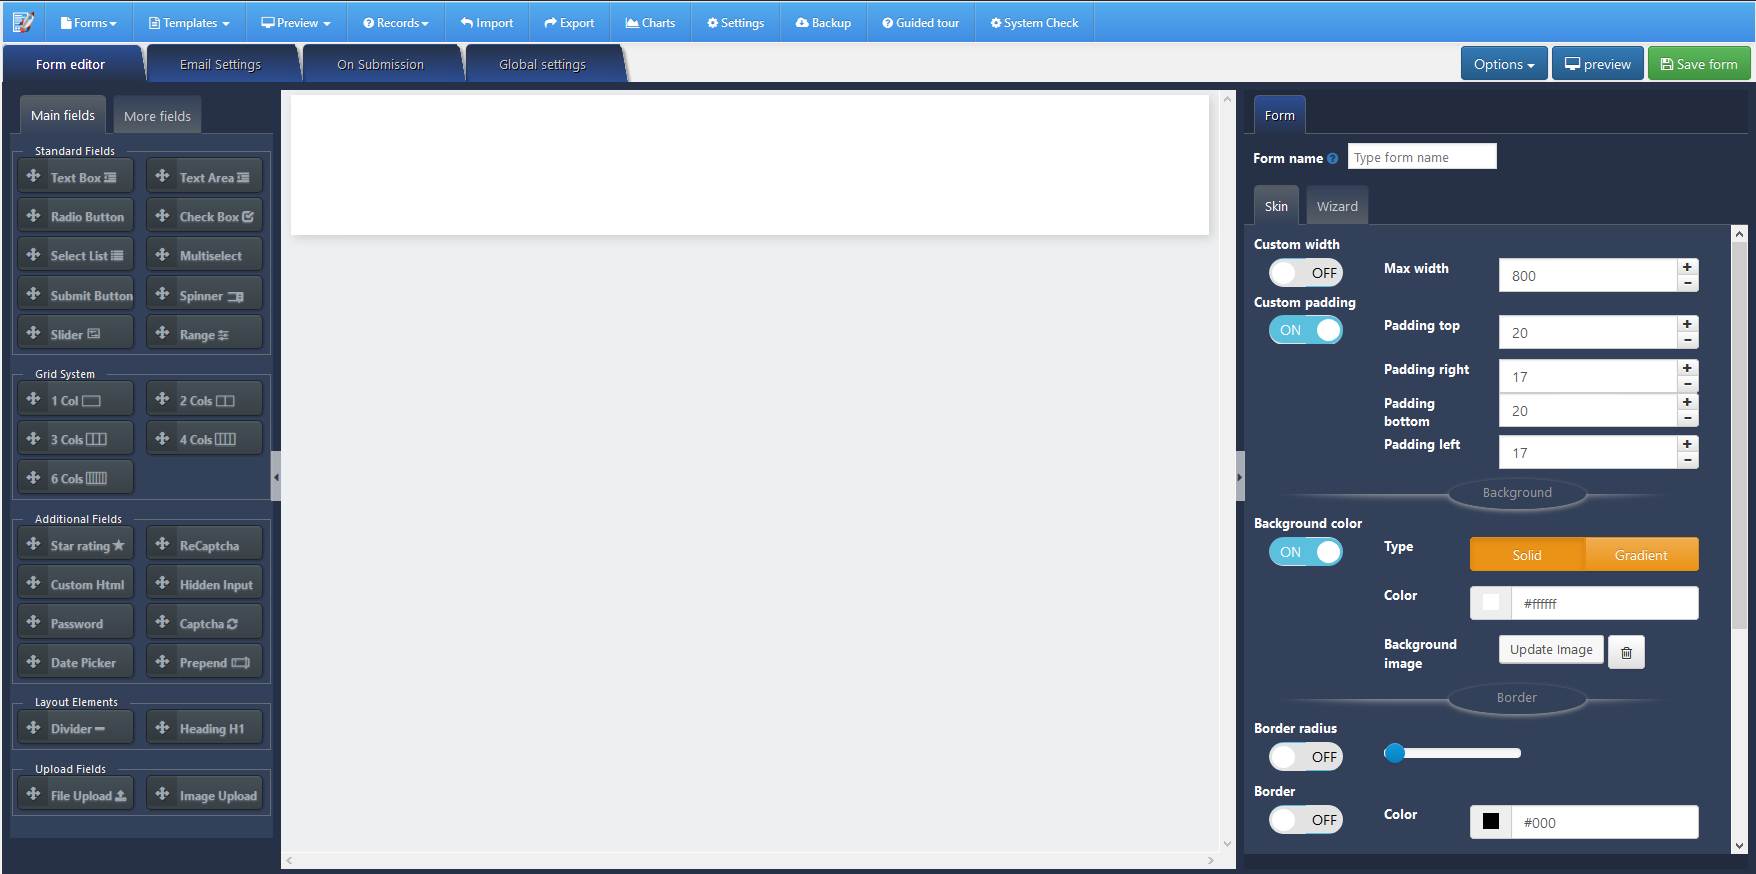 Forms
Templates
Preview
Records
Import
Export
Charts
Settings
Backup
Guided tour
System Check
Form editor
Email Settings
On Submission
Global settings
Options
preview
Save form
Main fields
More fields
Standard Fields
Text Box
Text Area
Radio Button
Check Box
Select List
Multiselect
Submit Button
Spinner
Slider
Range
Grid System
1 Col
2 Cols
3 Cols
4 Cols
6 Cols
Additional Fields
Star rating
ReCaptcha
Custom Html
Hidden Input
Password
Captcha
Date Picker
Prepend
Layout Elements
Divider
Heading H1
Upload Fields
File Upload
Image Upload
Form
Form name
Type form name
Skin
Wizard
Custom width
OFF
Max width
800
Custom padding
ON
Padding top
20
Padding right
17
Padding
bottom
20
Padding left
17
Background
Background color
ON
Type
Solid
Gradient
Color
#ffffff
Background
image
Update Image
Border
Border radius
OFF
Border
OFF
Color
#000